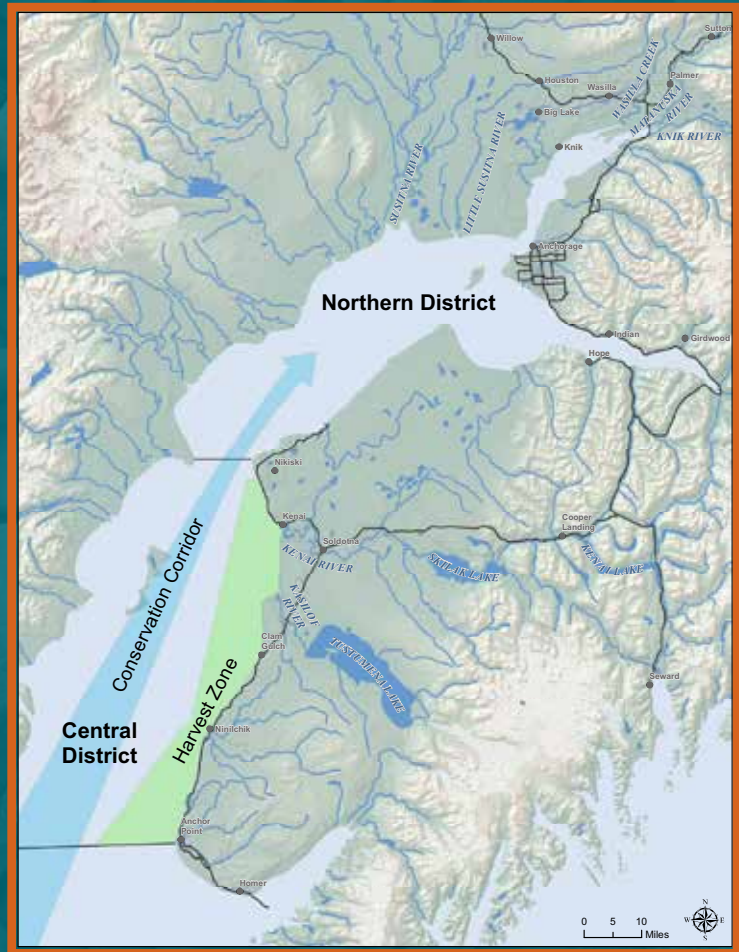 Sutton
Willow
Palmer
Houston
Wasilla
WASILLA CREEK
MATANUSKA
RIVER
Big Lake
KNIK RIVER
Knik
SUSITNA RIVER
LITTLE SUSITNA RIVER
Anchorage
Northern District
Indian
Girdwood
Hope
Nikiski
Kenai
Cooper
Landing
Soldotna
KENAI RIVER
SKILAK LAKE
KENAI LAKE
Conservation Corridor
KASILOF
RIVER
Clam
Gulch
TUSTUMENA LAKE
Harvest Zone
Seward
Central
District
Ninilchik
Anchor
Point
Homer
N
W E
S
0 5 10
Miles